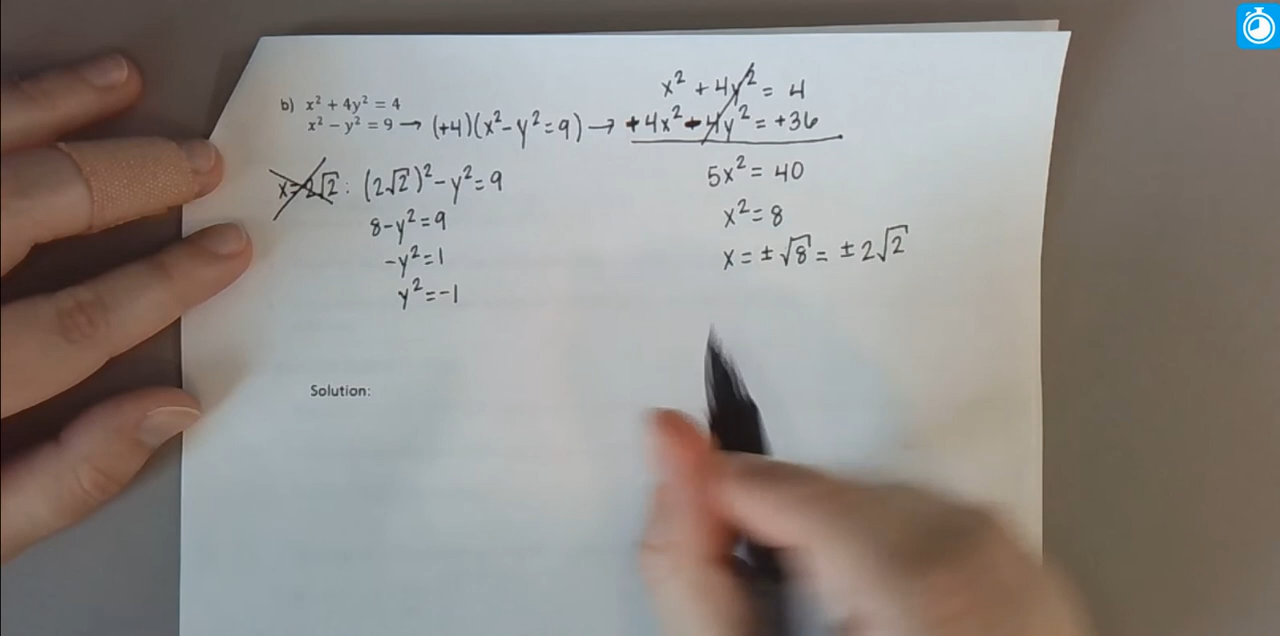 b) x² + 4y² = 4
x² − y² = 9 → (+4)(x² − y² = 9) → +4x² − 4y² = +36
x² + 4y² = 4
5x² = 40
x² = 8
x = ±√8 = ±2√2
x = 2√2 : (2√2)² − y² = 9
8 − y² = 9
−y² = 1
y² = −1
Solution: